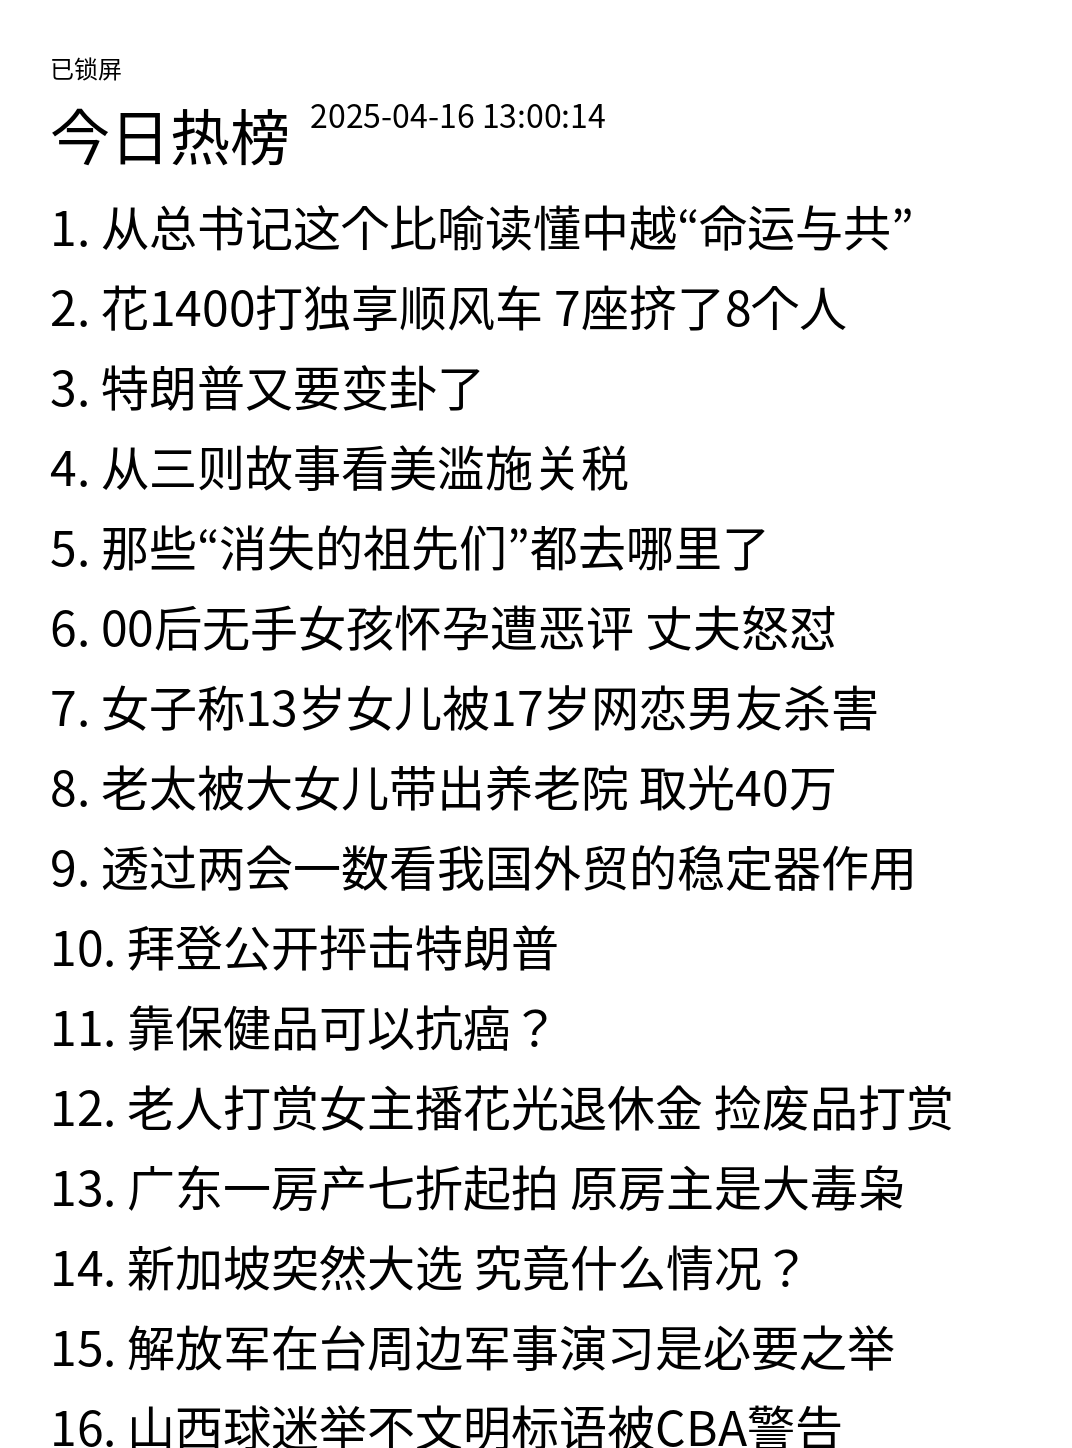 已锁屏
今日热榜 2025-04-16 13:00:14
1. 从总书记这个比喻读懂中越“命运与共”
2. 花1400打独享顺风车 7座挤了8个人
3. 特朗普又要变卦了
4. 从三则故事看美滥施关税
5. 那些“消失的祖先们”都去哪里了
6. 00后无手女孩怀孕遭恶评 丈夫怒怼
7. 女子称13岁女儿被17岁网恋男友杀害
8. 老太被大女儿带出养老院 取光40万
9. 透过两会一数看我国外贸的稳定器作用
10. 拜登公开抨击特朗普
11. 靠保健品可以抗癌？
12. 老人打赏女主播花光退休金 捡废品打赏
13. 广东一房产七折起拍 原房主是大毒枭
14. 新加坡突然大选 究竟什么情况？
15. 解放军在台周边军事演习是必要之举
16. 山西球迷举不文明标语被CBA警告